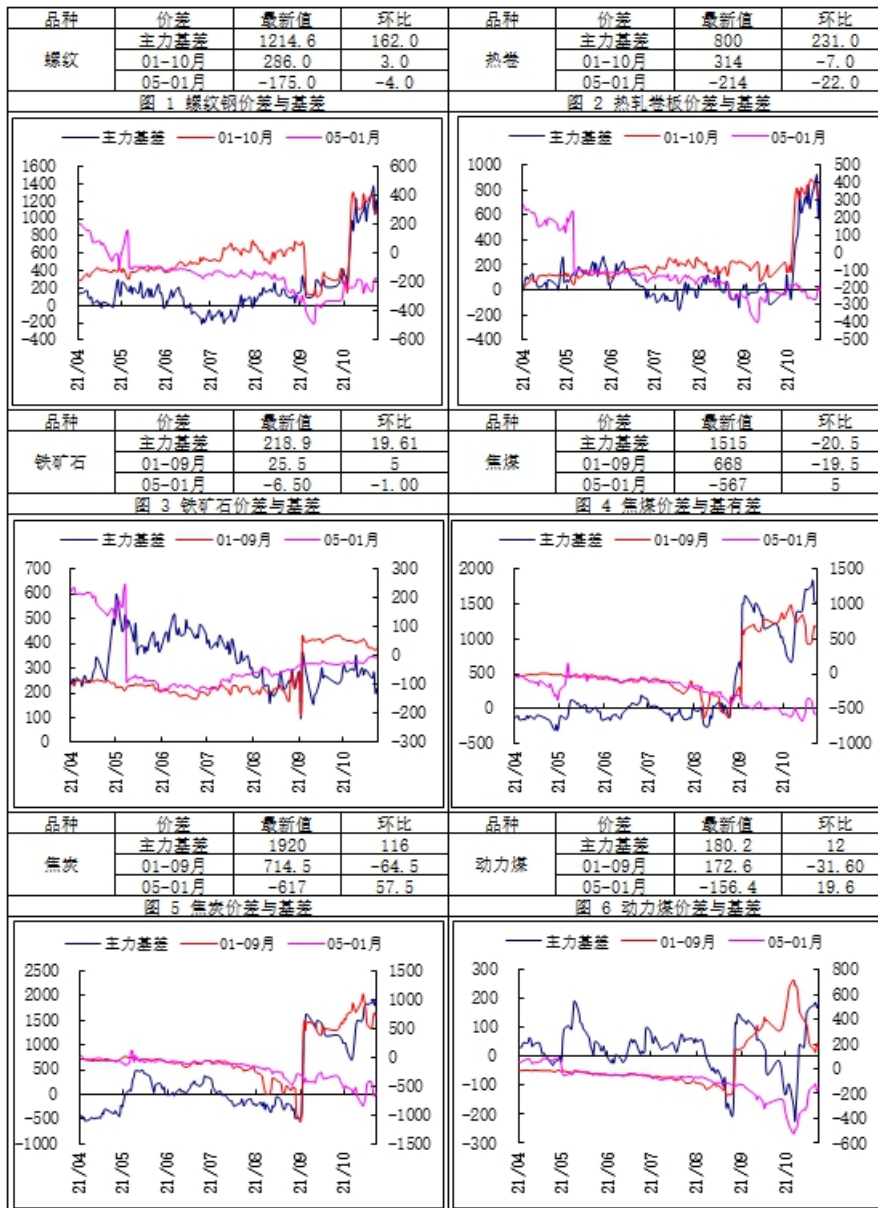 品种 价差 最新值 环比
螺纹 主力基差 1214.6 162.0
01-10月 286.0 3.0
05-01月 -175.0 -4.0
图 1 螺纹钢价差与基差
主力基差 01-10月 05-01月
1600
1400
1200
1000
800
600
400
200
0
-200
-400
600
400
200
0
-200
-400
-600
21/04 21/05 21/06 21/07 21/08 21/09 21/10
品种 价差 最新值 环比
热卷 主力基差 800 231.0
01-10月 314 -7.0
05-01月 -214 -22.0
图 2 热轧卷板价差与基差
主力基差 01-10月 05-01月
1000
800
600
400
200
0
-200
-400
500
400
300
200
100
0
-100
-200
-300
-400
-500
21/04 21/05 21/06 21/07 21/08 21/09 21/10
品种 价差 最新值 环比
铁矿石 主力基差 218.9 19.61
01-09月 25.5 5
05-01月 -6.50 -1.00
图 3 铁矿石价差与基差
主力基差 01-09月 05-01月
700
600
500
400
300
200
100
0
300
200
100
0
-100
-200
-300
21/04 21/05 21/06 21/07 21/08 21/09 21/10
品种 价差 最新值 环比
焦煤 主力基差 1515 -20.5
01-09月 668 -19.5
05-01月 -567 5
图 4 焦煤价差与基有差
主力基差 01-09月 05-01月
2000
1500
1000
500
0
-500
1500
1000
500
0
-500
-1000
21/04 21/05 21/06 21/07 21/08 21/09 21/10
品种 价差 最新值 环比
焦炭 主力基差 1920 116
01-09月 714.5 -64.5
05-01月 -617 57.5
图 5 焦炭价差与基差
主力基差 01-09月 05-01月
2500
2000
1500
1000
500
0
-500
-1000
1500
1000
500
0
-500
-1000
-1500
21/04 21/05 21/06 21/07 21/08 21/09 21/10
品种 价差 最新值 环比
动力煤 主力基差 180.2 12
01-09月 172.6 -31.60
05-01月 -156.4 19.6
图 6 动力煤价差与基差
主力基差 01-09月 05-01月
300
200
100
0
-100
-200
-300
800
600
400
200
0
-200
-400
-600
21/04 21/05 21/06 21/07 21/08 21/09 21/10